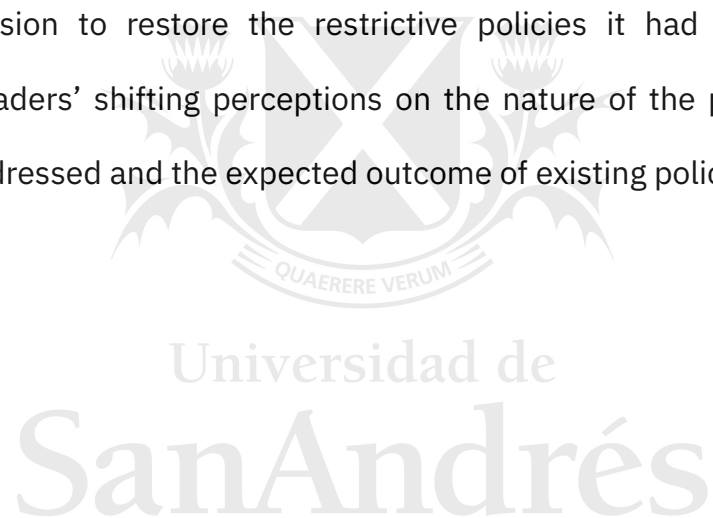 sion to restore the restrictive policies it had
aders’ shifting perceptions on the nature of the p
dressed and the expected outcome of existing polic
QUAERERE VERUM
Universidad de
SanAndrés